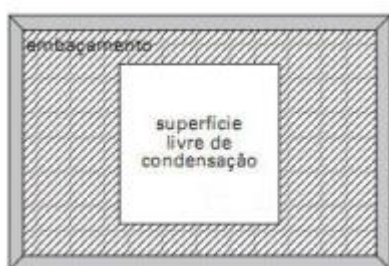 embaçamento
superfície
livre de
condensação